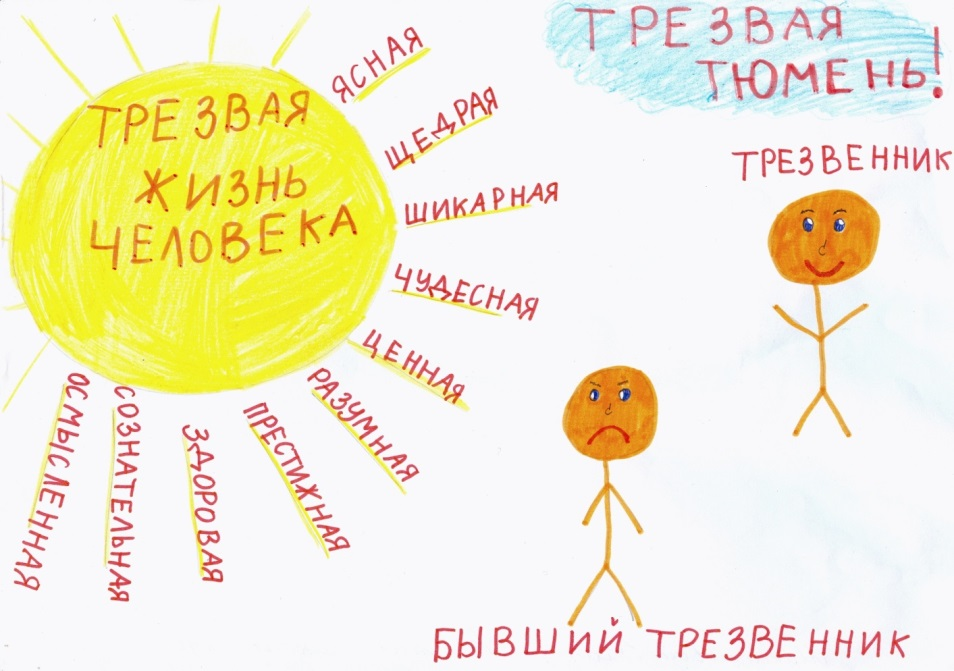 ТРЕЗВАЯ
ТЮМЕНЬ!
ТРЕЗВАЯ
ЖИЗНЬ
ЧЕЛОВЕКА
ЯСНАЯ
ЩЕДРАЯ
ШИКАРНАЯ
ЧУДЕСНАЯ
ЦЕННАЯ
РАЗУМНАЯ
ПРЕСТИЖНАЯ
ЗДОРОВАЯ
СОЗНАТЕЛЬНАЯ
ОСМЫСЛЕННАЯ
ТРЕЗВЕННИК
БЫВШИЙ ТРЕЗВЕННИК